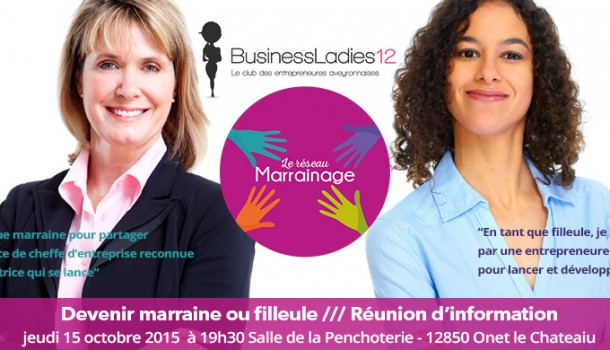 BusinessLadies12
Le club des entrepreneures aveyronnaises
Le réseau
Marrainage
ue marraine pour partager
ce de cheffe d'entreprise reconnue
trice qui se lance"
"En tant que filleule, je
par une entrepreneure
pour lancer et développ
Devenir marraine ou filleule /// Réunion d'information
jeudi 15 octobre 2015 à 19h30 Salle de la Penchoterie - 12850 Onet le Chateau